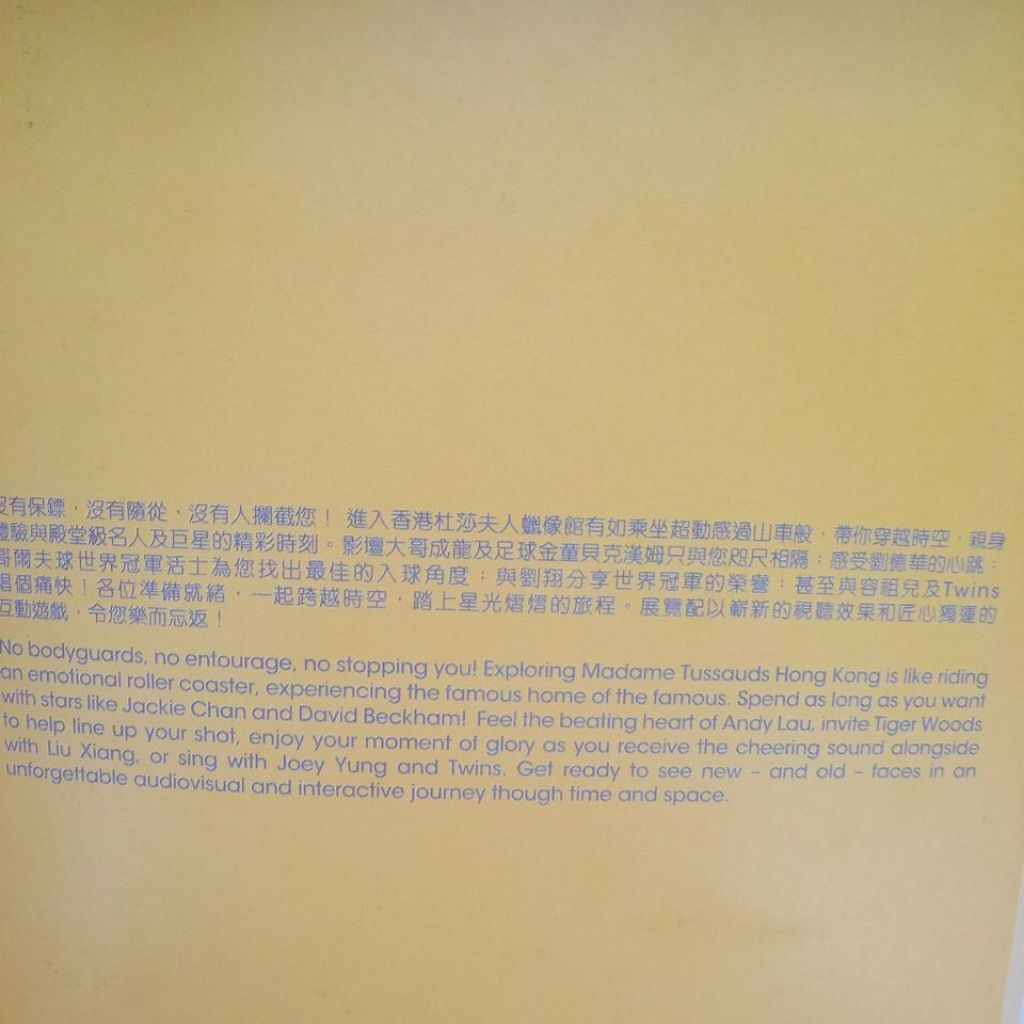 沒有保鏢，沒有隨從，沒有人攔截您！ 進入香港杜莎夫人蠟像館有如乘坐超動感過山車般，帶你穿越時空，親身
體驗與殿堂級名人及巨星的精彩時刻。影壇大哥成龍及足球金童貝克漢姆只與您咫尺相隔；感受劉德華的心跳；
哥爾夫球世界冠軍活士為您找出最佳的入球角度；與劉翔分享世界冠軍的榮譽；甚至與容祖兒及Twins
唱個痛快！各位準備就緒，一起跨越時空，踏上星光熠熠的旅程。展覽配以嶄新的視聽效果和匠心獨運的
互動遊戲，令您樂而忘返！
No bodyguards, no entourage, no stopping you! Exploring Madame Tussauds Hong Kong is like riding
an emotional roller coaster, experiencing the famous home of the famous. Spend as long as you want
with stars like Jackie Chan and David Beckham! Feel the beating heart of Andy Lau, invite Tiger Woods
to help line up your shot, enjoy your moment of glory as you receive the cheering sound alongside
with Liu Xiang, or sing with Joey Yung and Twins. Get ready to see new – and old – faces in an
unforgettable audiovisual and interactive journey though time and space.